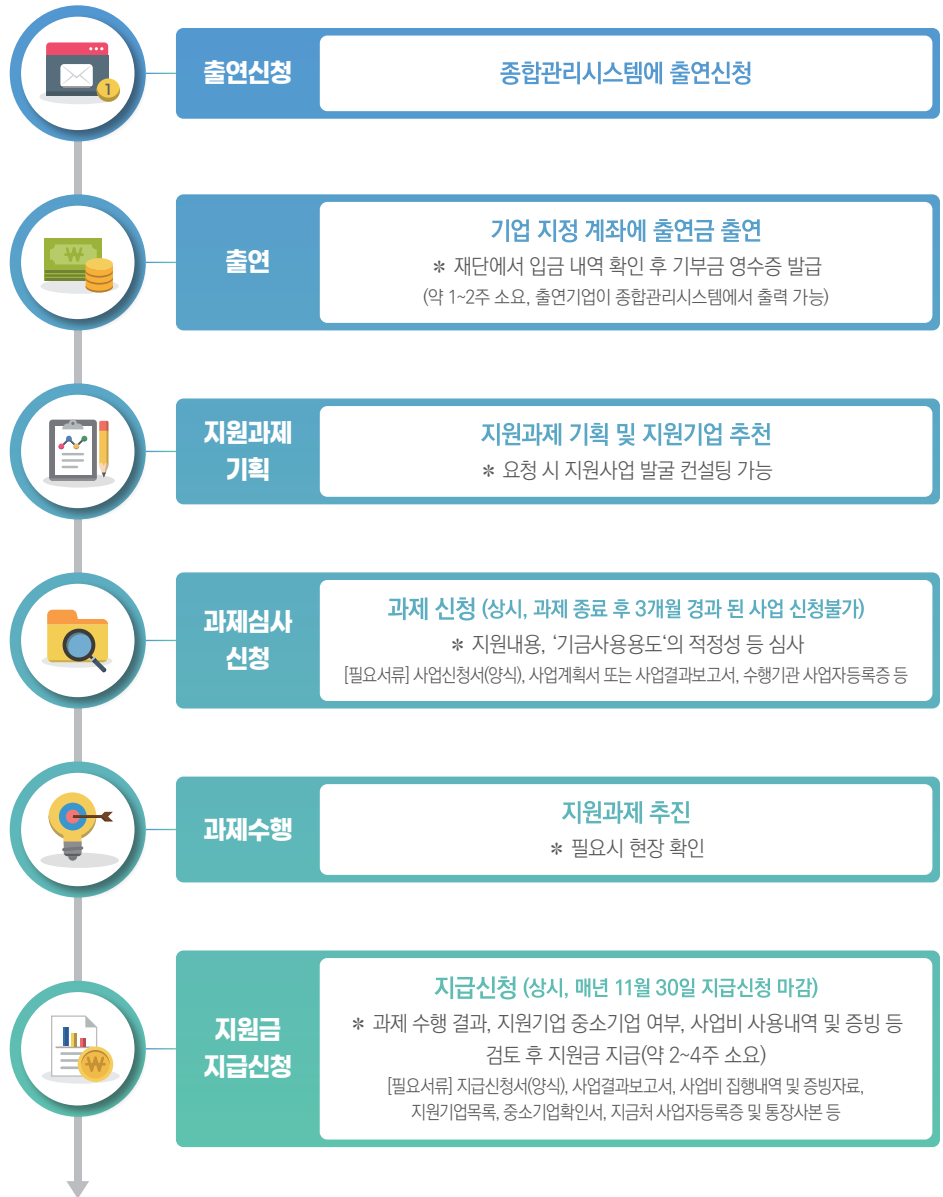 출연신청
종합관리시스템에 출연신청
1
출연
기업 지정 계좌에 출연금 출연
* 재단에서 입금 내역 확인 후 기부금 영수증 발급
(약 1~2주 소요, 출연기업이 종합관리시스템에서 출력 가능)
₩
지원과제
기획
지원과제 기획 및 지원기업 추천
* 요청 시 지원사업 발굴 컨설팅 가능
과제심사
신청
과제 신청 (상시, 과제 종료 후 3개월 경과 된 사업 신청불가)
* 지원내용, ‘기금사용용도‘의 적정성 등 심사
[필요서류] 사업신청서(양식), 사업계획서 또는 사업결과보고서, 수행기관 사업자등록증 등
과제수행
지원과제 추진
* 필요시 현장 확인
지원금
지급신청
지급신청 (상시, 매년 11월 30일 지급신청 마감)
* 과제 수행 결과, 지원기업 중소기업 여부, 사업비 사용내역 및 증빙 등
검토 후 지원금 지급(약 2~4주 소요)
[필요서류] 지급신청서(양식), 사업결과보고서, 사업비 집행내역 및 증빙자료,
지원기업목록, 중소기업확인서, 지금처 사업자등록증 및 통장사본 등
₩